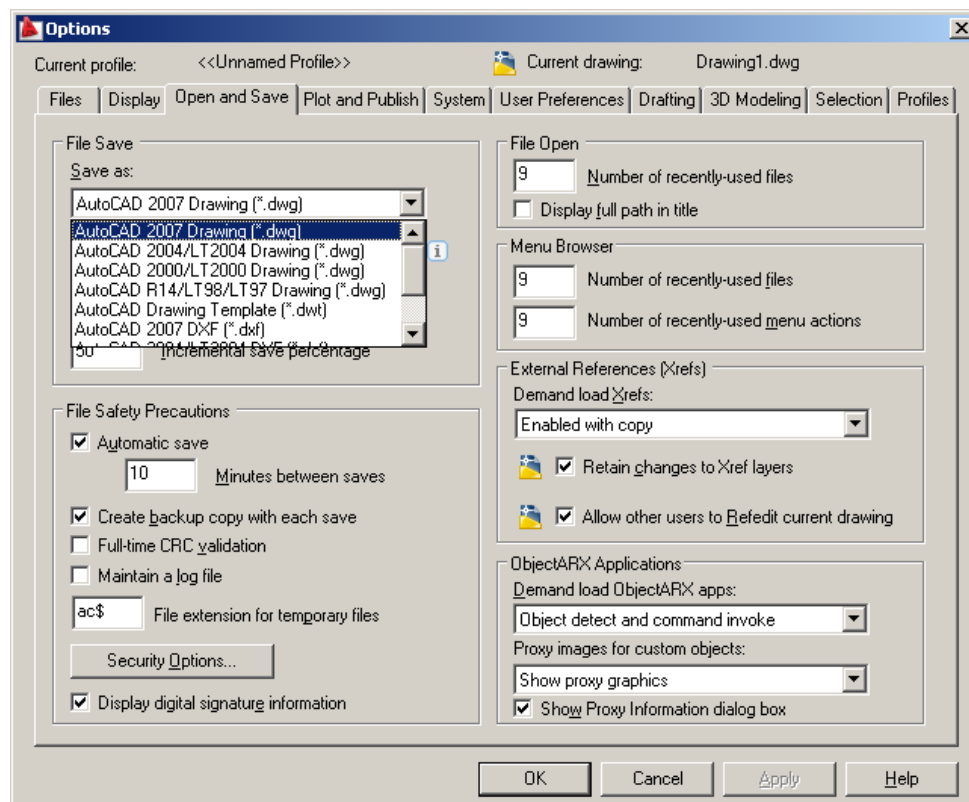 Options
Current profile: <<Unnamed Profile>> Current drawing: Drawing1.dwg
Files Display Open and Save Plot and Publish System User Preferences Drafting 3D Modeling Selection Profiles
File Save
Save as:
AutoCAD 2007 Drawing (*.dwg)
AutoCAD 2007 Drawing (*.dwg)
AutoCAD 2004/LT2004 Drawing (*.dwg)
AutoCAD 2000/LT2000 Drawing (*.dwg)
AutoCAD R14/LT98/LT97 Drawing (*.dwg)
AutoCAD Drawing Template (*.dwt)
AutoCAD 2007 DXF (*.dxf)
Incremental save percentage
File Safety Precautions
Automatic save
10 Minutes between saves
Create backup copy with each save
Full-time CRC validation
Maintain a log file
ac$ File extension for temporary files
Security Options...
Display digital signature information
File Open
9 Number of recently-used files
Display full path in title
Menu Browser
9 Number of recently-used files
9 Number of recently-used menu actions
External References (Xrefs)
Demand load Xrefs:
Enabled with copy
Retain changes to Xref layers
Allow other users to Refedit current drawing
ObjectARX Applications
Demand load ObjectARX apps:
Object detect and command invoke
Proxy images for custom objects:
Show proxy graphics
Show Proxy Information dialog box
OK Cancel Apply Help